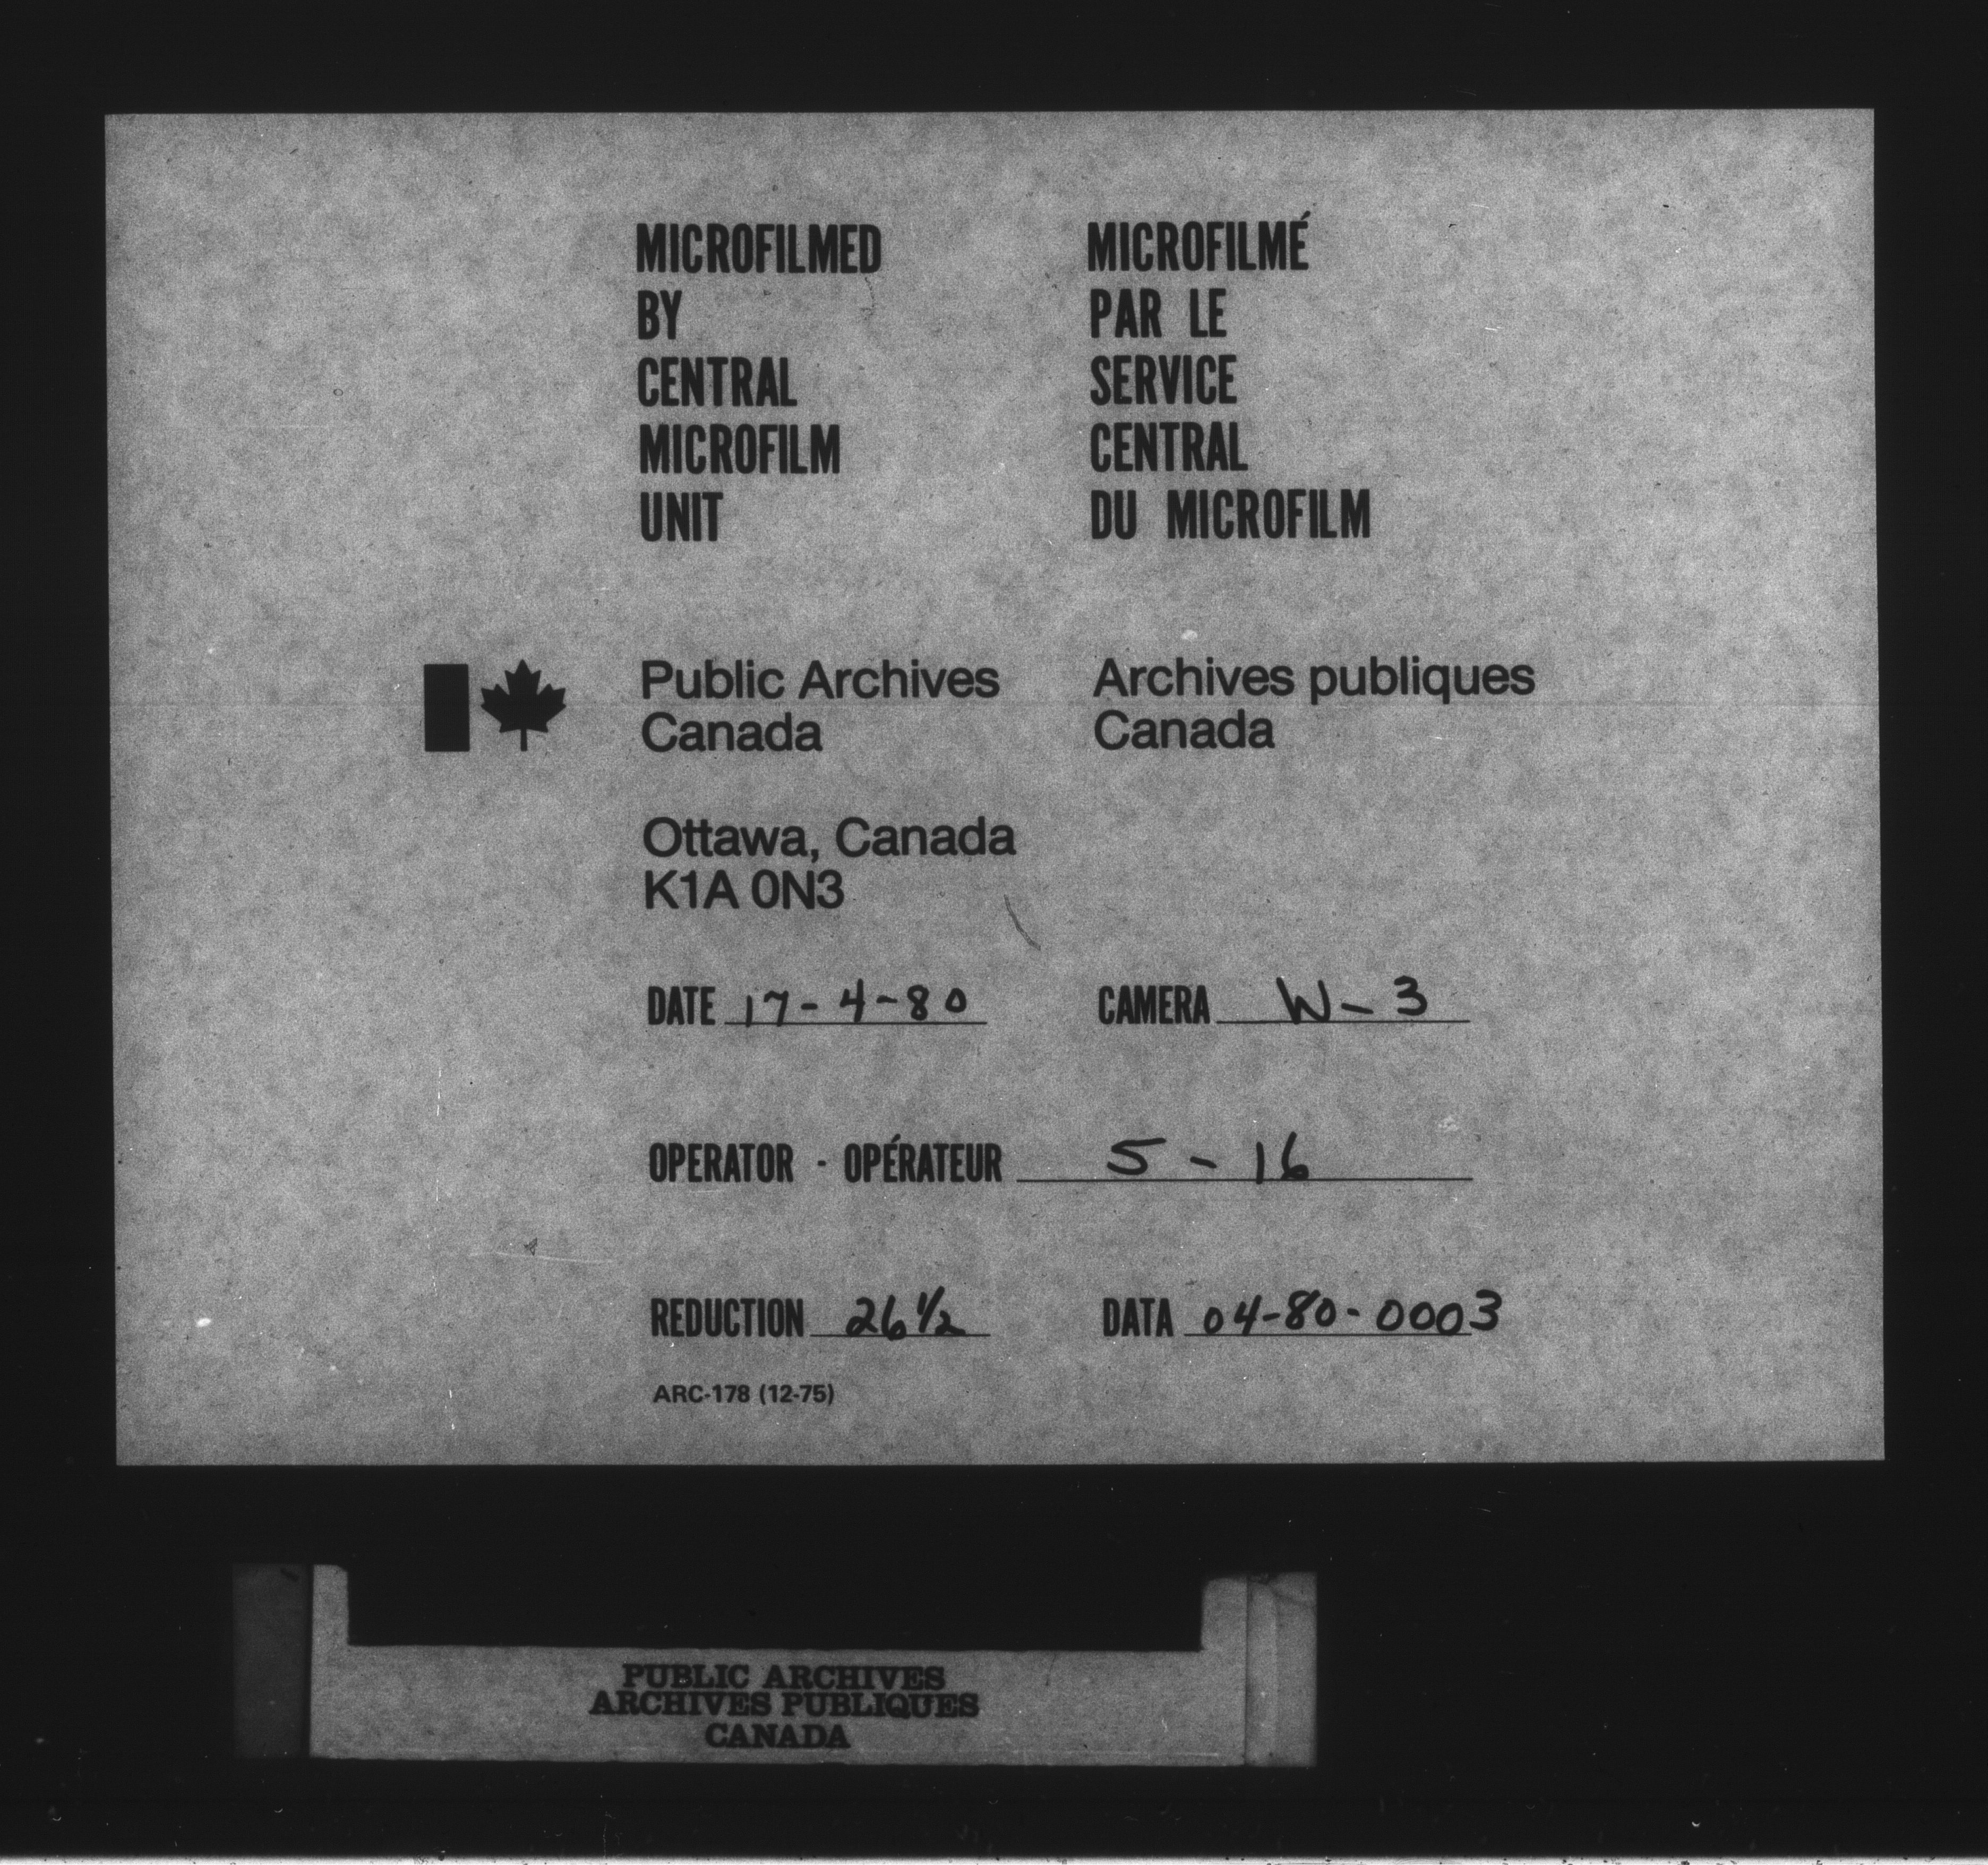 MICROFILMED
BY
CENTRAL
MICROFILM
UNIT
MICROFILMÉ
PAR LE
SERVICE
CENTRAL
DU MICROFILM
Public Archives
Canada
Archives publiques
Canada
Ottawa, Canada
K1A 0N3
DATE 17-4-80
CAMERA W-3
OPERATOR - OPÉRATEUR 5-16
REDUCTION 26 1/2
DATA 04-80-0003
ARC-178 (12-75)
PUBLIC ARCHIVES
ARCHIVES PUBLIQUES
CANADA